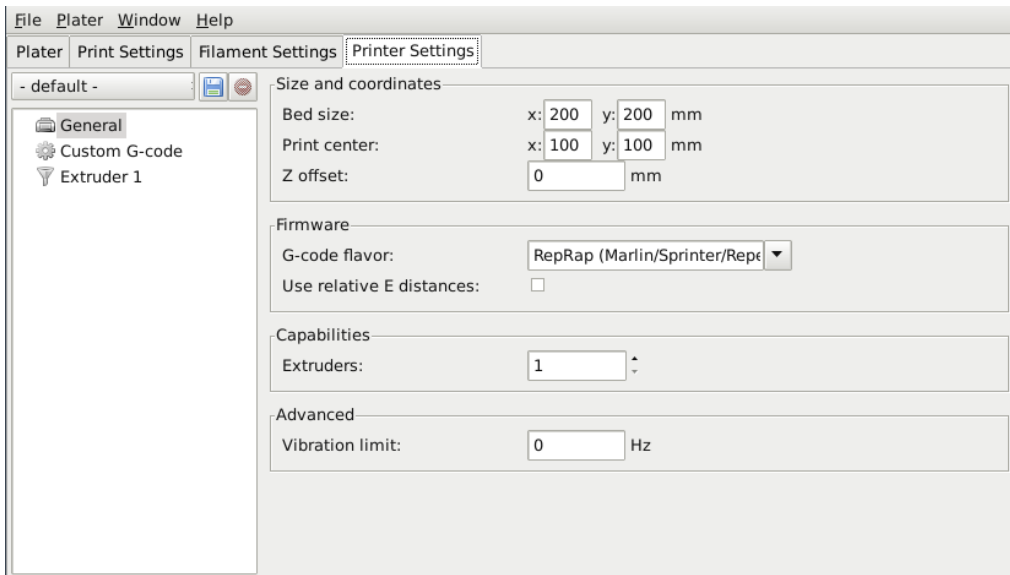 File Plater Window Help
Plater Print Settings Filament Settings Printer Settings
- default -
General
Custom G-code
Extruder 1
Size and coordinates
Bed size: x: 200 y: 200 mm
Print center: x: 100 y: 100 mm
Z offset: 0 mm
Firmware
G-code flavor: RepRap (Marlin/Sprinter/Repe
Use relative E distances:
Capabilities
Extruders: 1
Advanced
Vibration limit: 0 Hz